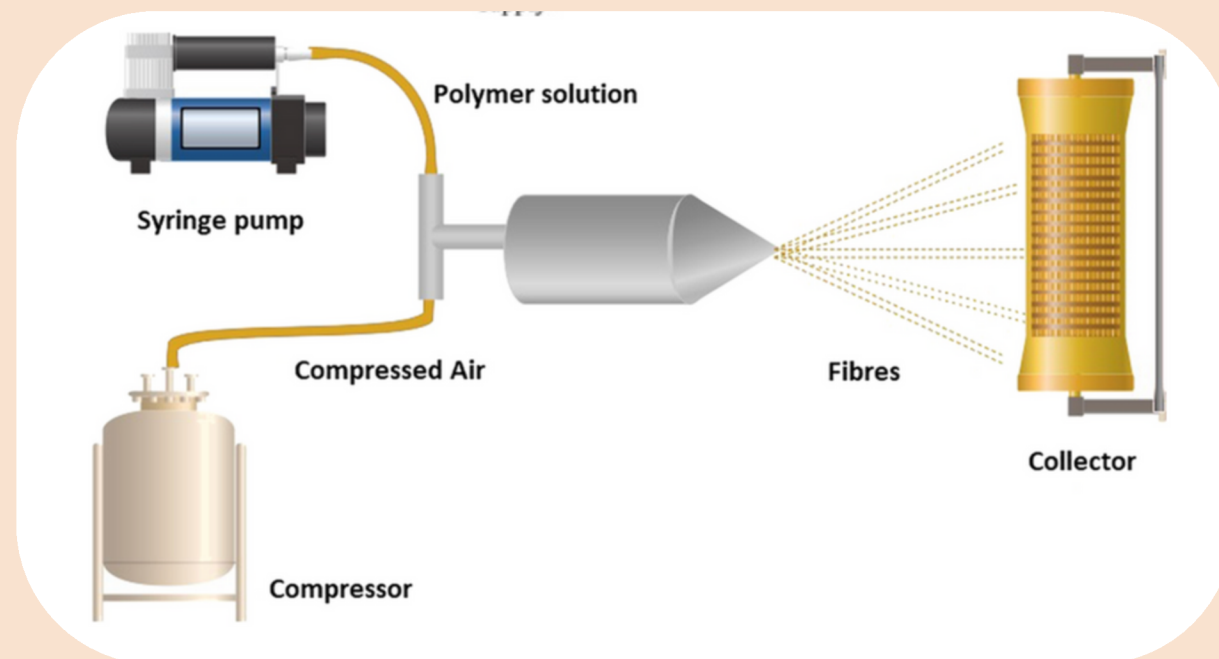 Polymer solution
Syringe pump
Compressed Air
Fibres
Collector
Compressor